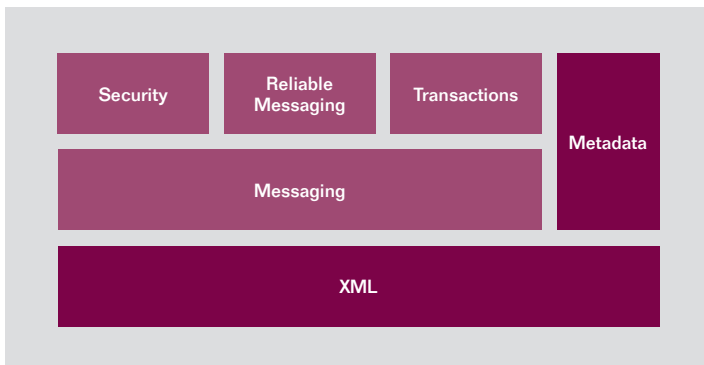 Security
Reliable
Messaging
Transactions
Metadata
Messaging
XML